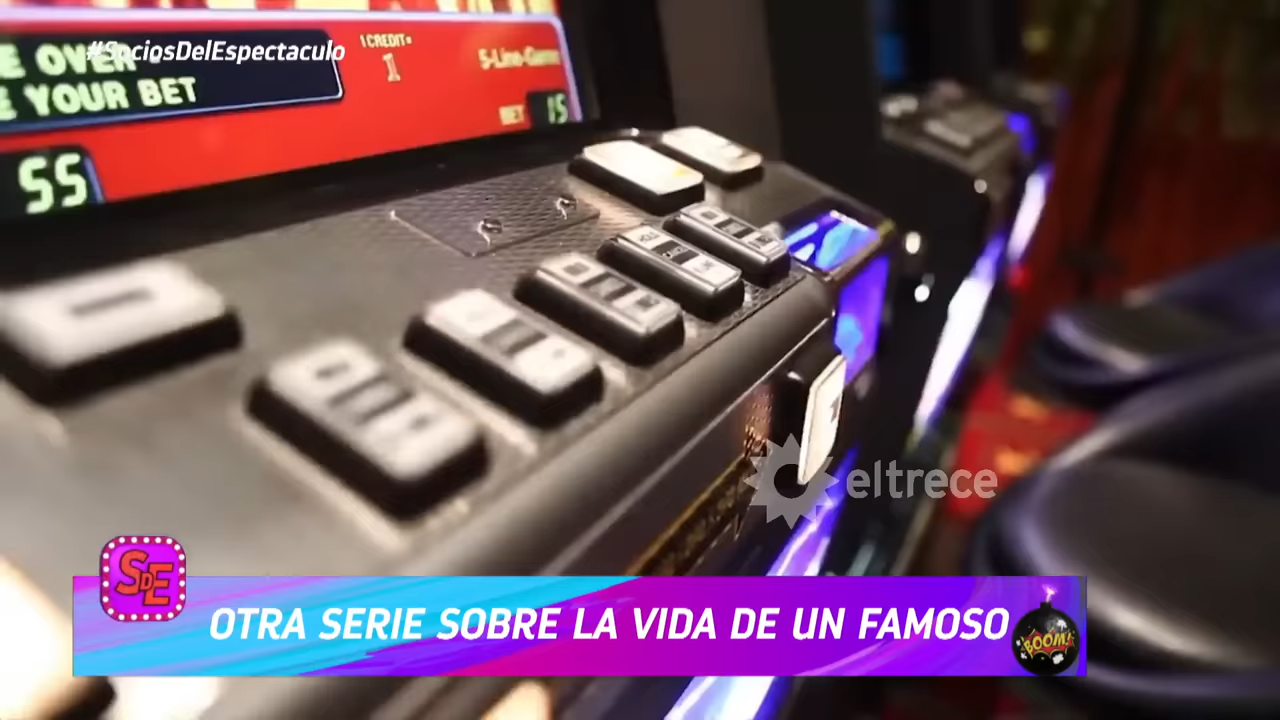 #SociosDelEspectaculo
E OVER -
E YOUR BET
1 CREDIT=
1
5-Line-Game
BET 15
55
eltrece
SDE
OTRA SERIE SOBRE LA VIDA DE UN FAMOSO
BOOM!